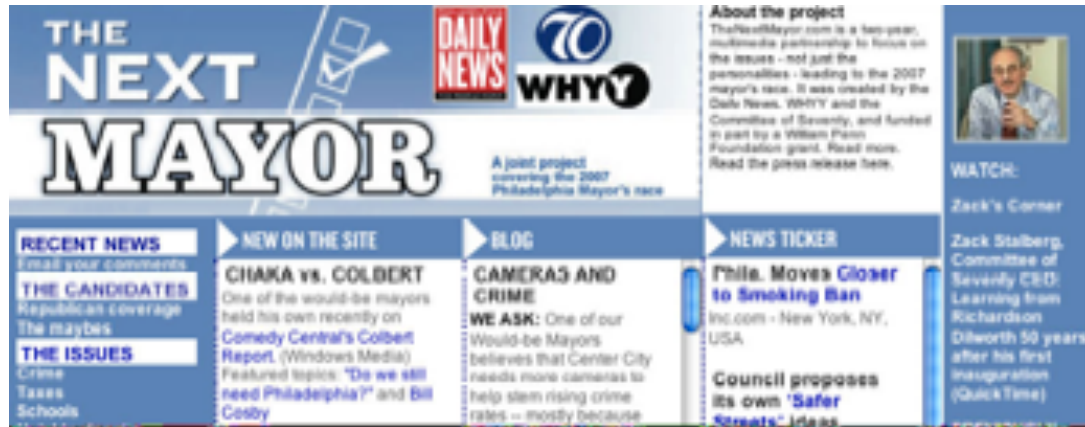 THE
NEXT
MAYOR
DAILY
NEWS
70
WHYY
A joint project
covering the 2007
Philadelphia Mayor's race
About the project
TheNextMayor.com is a two-year,
multimedia partnership to focus on
the issues - not just the
personalities - leading to the 2007
mayor's race. It was created by the
Daily News, WHYY and the
Committee of Seventy, and funded
in part by a William Penn
Foundation grant. Read more.
Read the press release here.
WATCH:
Zack's Corner
Zack Stalberg,
Committee of
Seventy CEO:
Learning from
Richardson
Dilworth 50 years
after his first
inauguration
(QuickTime)
RECENT NEWS
Email your comments
THE CANDIDATES
Republican coverage
The maybes
THE ISSUES
Crime
Taxes
Schools
NEW ON THE SITE
CHAKA vs. COLBERT
One of the would-be mayors
held his own recently on
Comedy Central's Colbert
Report. (Windows Media)
Featured topics: "Do we still
need Philadelphia?" and Bill
Cosby
BLOG
CAMERAS AND
CRIME
WE ASK: One of our
Would-be Mayors
believes that Center City
needs more cameras to
help stem rising crime
rates -- mostly because
NEWS TICKER
Phila. Moves Closer
to Smoking Ban
Inc.com - New York, NY,
USA
Council proposes
its own 'Safer
Streets' ideas